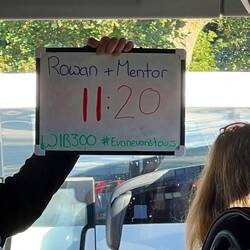 Rowan + Mentor
11:20
WIB300 #Evanevanstours